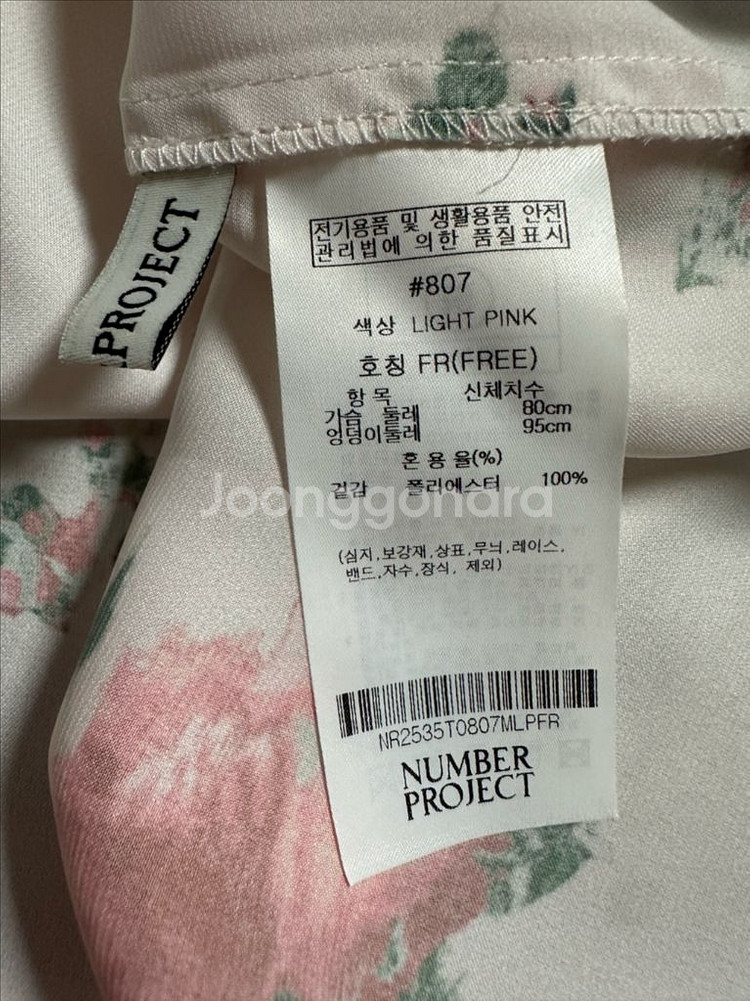 PROJECT
전기용품 및 생활용품 안전
관리법에 의한 품질표시
#807
색상 LIGHT PINK
호칭 FR(FREE)
항 목 신체치수
가슴 둘레 80cm
엉덩이둘레 95cm
혼 용 율(%)
겉감 폴리에스터 100%
Joonggonara
(심지,보강재,상표,무늬,레이스,
밴드,자수,장식, 제외)
NR2535T0807MLPFR
NUMBER
PROJECT